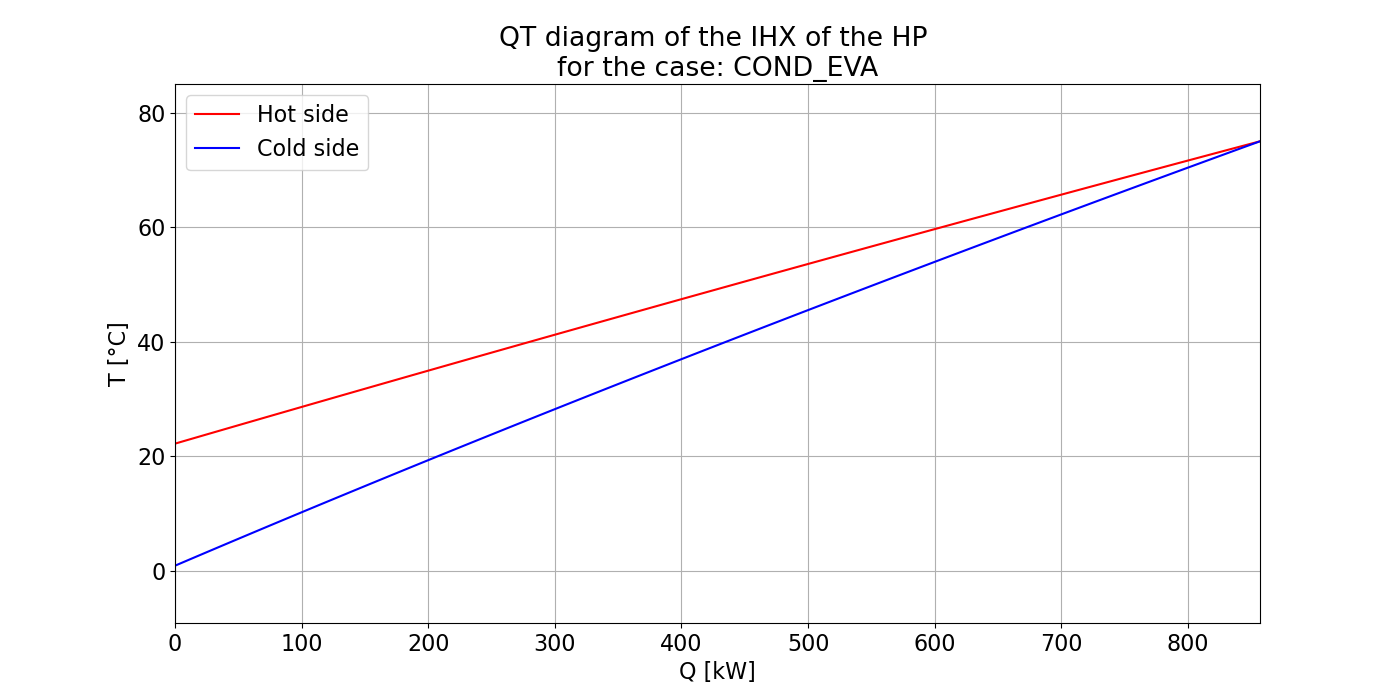 QT diagram of the IHX of the HP
for the case: COND_EVA
Hot side
Cold side
T [°C]
80
60
40
20
0
0 100 200 300 400 500 600 700 800
Q [kW]